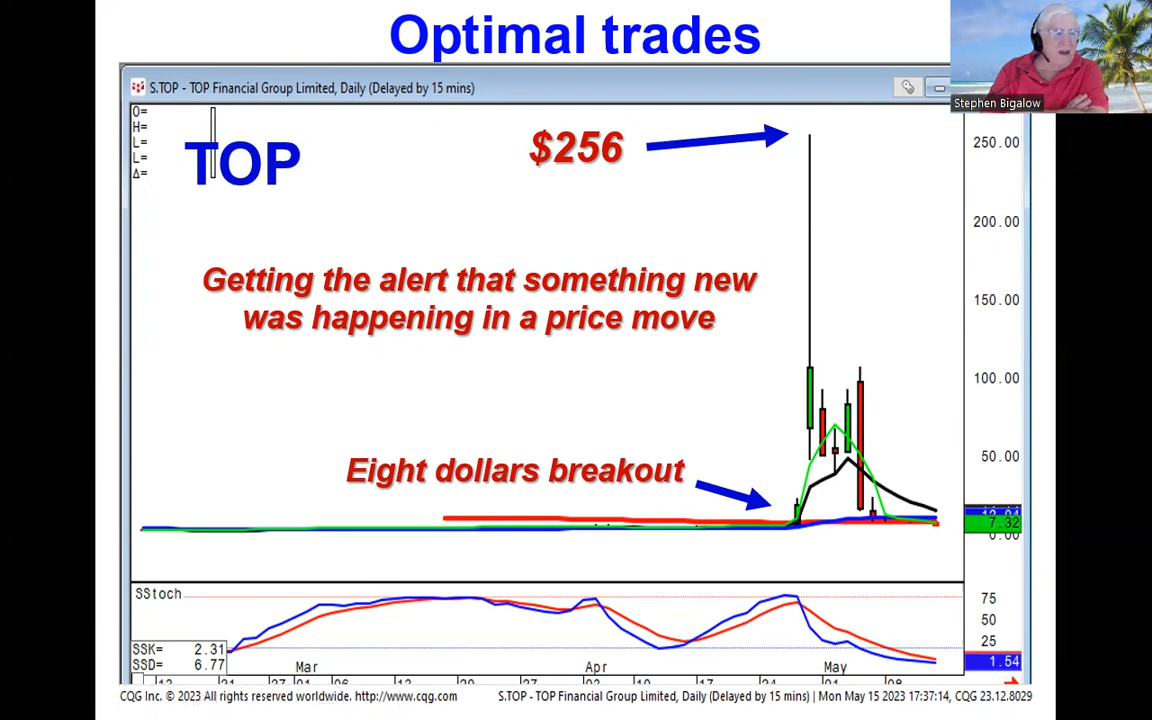 Optimal trades
S.TOP - TOP Financial Group Limited, Daily (Delayed by 15 mins)
Stephen Bigalow
O=
H=
L=
L=
Δ=
TOP
$256
250.00
200.00
Getting the alert that something new
was happening in a price move
150.00
100.00
50.00
Eight dollars breakout
7.32
0.00
SStoch
75
50
25
SSK= 2.31
SSD= 6.77
1.54
Mar
Apr
May
CQG Inc. © 2023 All rights reserved worldwide. http://www.cqg.com
S.TOP - TOP Financial Group Limited, Daily (Delayed by 15 mins) | Mon May 15 2023 17:37:14, CQG 23.12.8029